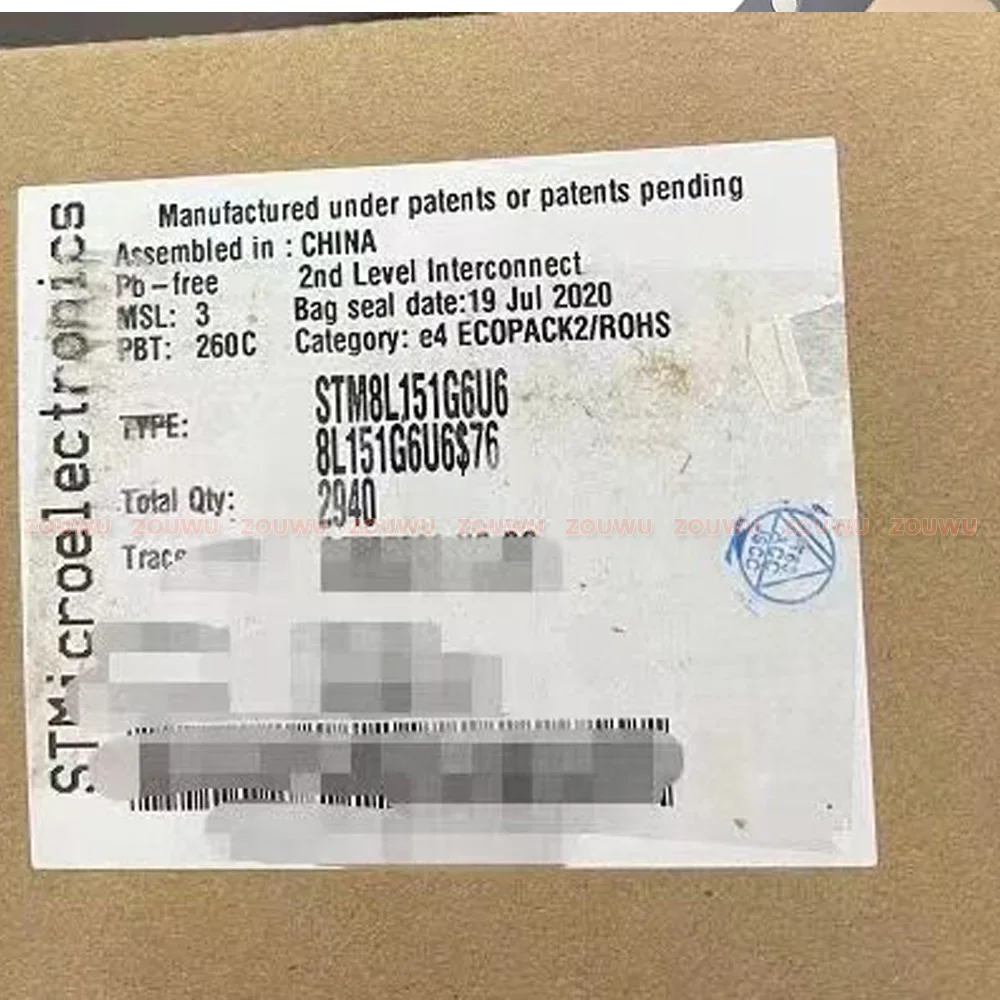 STMicroelectronics
Manufactured under patents or patents pending
Assembled in : CHINA
Pb-free 2nd Level Interconnect
MSL: 3 Bag seal date:19 Jul 2020
PBT: 260C Category: e4 ECOPACK2/ROHS
TYPE: STM8L151G6U6
8L151G6U6$76
Total Qty: 2940
ZOUWU ZOUWU ZOUWU ZOUWU ZOUWU ZOUWU ZOUWU ZOUWU ZOUWU
Trace